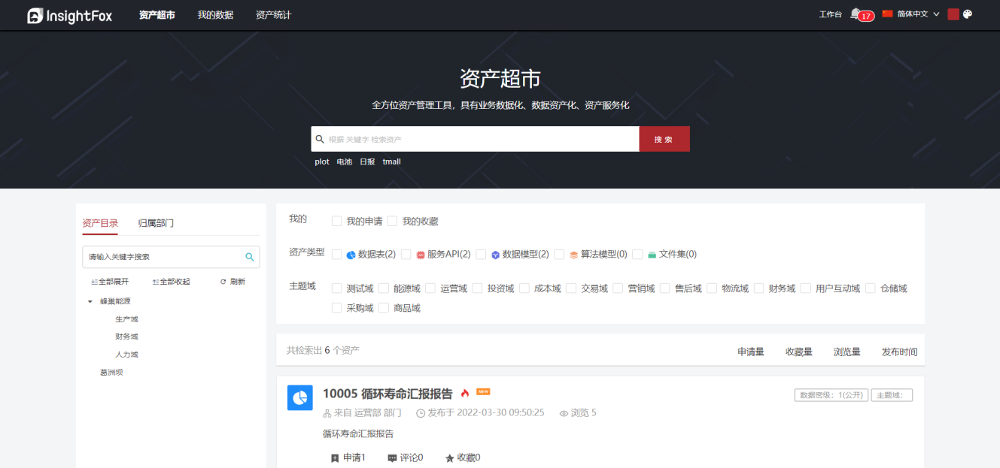 InsightFox 资产超市 我的数据 资产统计 工作台 17 简体中文
资产超市
全方位资产管理工具，具有业务数据化、数据资产化、资产服务化
根据 关键字 检索资产 搜 索
plot 电池 日报 tmall
资产目录 归属部门
请输入关键字搜索
全部展开 全部收起 刷新
蜂巢能源
生产域
财务域
人力域
葛洲坝
我的 我的申请 我的收藏
资产类型 数据表(2) 服务API(2) 数据模型(2) 算法模型(0) 文件集(0)
主题域 测试域 能源域 运营域 投资域 成本域 交易域 营销域 售后域 物流域 财务域 用户互动域 仓储域
采购域 商品域
共检索出 6 个资产 申请量 收藏量 浏览量 发布时间
10005 循环寿命汇报报告 NEW 数据密级：1(公开) 主题域：
来自 运营部 部门 发布于 2022-03-30 09:50:25 浏览 5
循环寿命汇报报告
申请1 评论0 收藏0